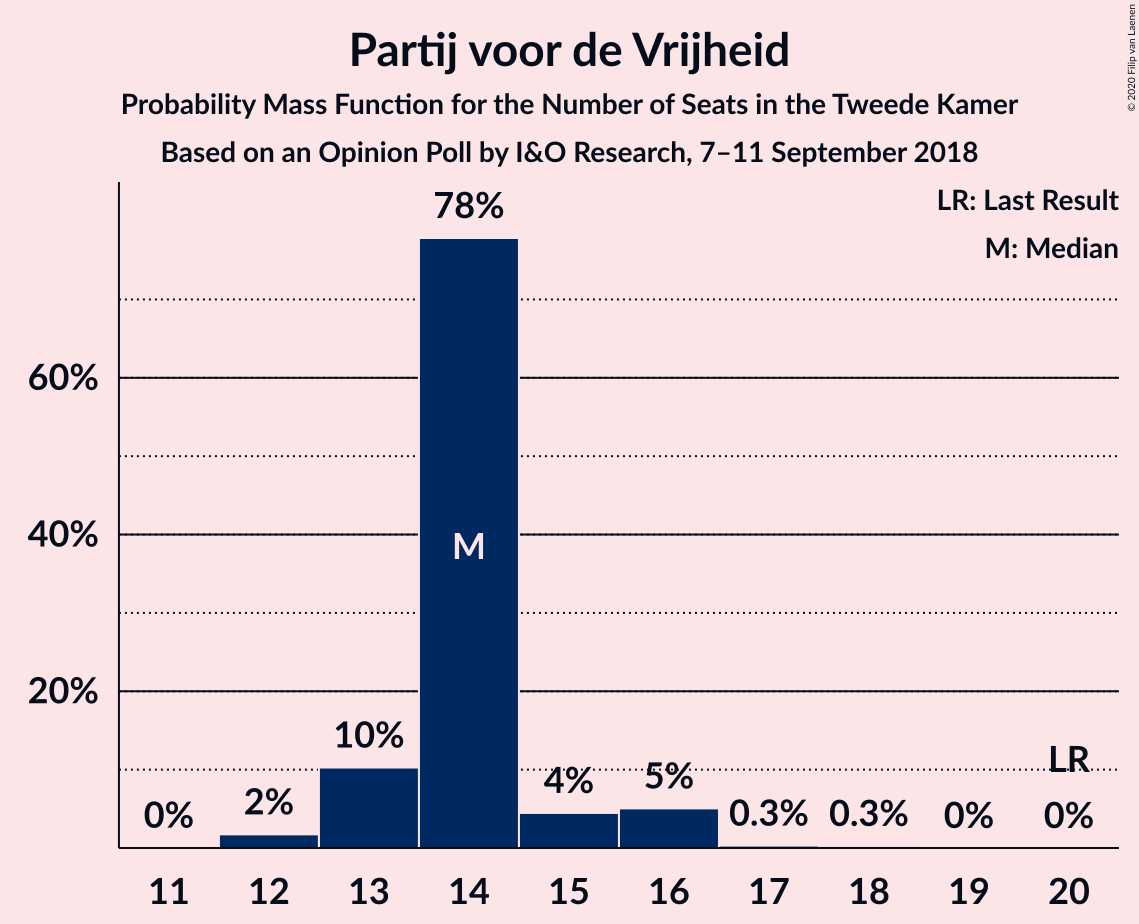 Partij voor de Vrijheid
Probability Mass Function for the Number of Seats in the Tweede Kamer
Based on an Opinion Poll by I&O Research, 7–11 September 2018
© 2020 Filip van Laenen
LR: Last Result
M: Median
78%
60%
40%
20%
M
10%
2%
0%
4%
5%
0.3%
0.3%
0%
LR
0%
11 12 13 14 15 16 17 18 19 20